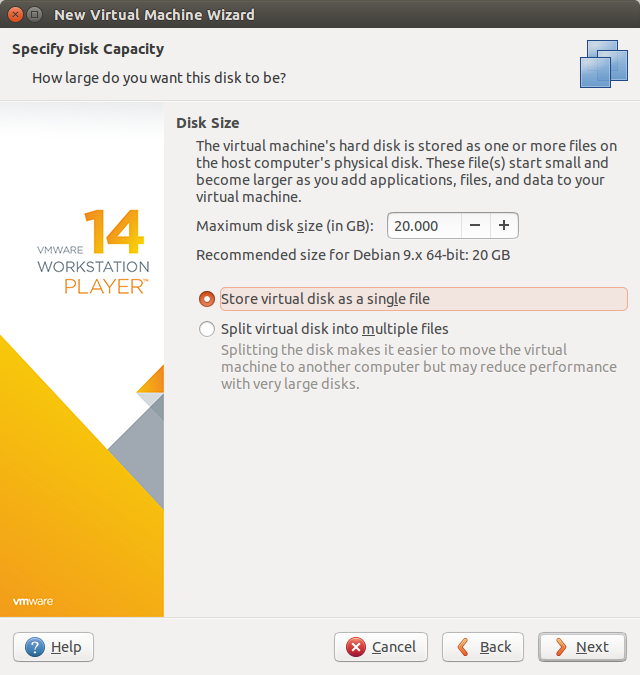 New Virtual Machine Wizard
Specify Disk Capacity
How large do you want this disk to be?
VMWARE 14
WORKSTATION
PLAYER™
vmware
Disk Size
The virtual machine's hard disk is stored as one or more files on
the host computer's physical disk. These file(s) start small and
become larger as you add applications, files, and data to your
virtual machine.
Maximum disk size (in GB): 20.000 − +
Recommended size for Debian 9.x 64-bit: 20 GB
Store virtual disk as a single file
Split virtual disk into multiple files
Splitting the disk makes it easier to move the virtual
machine to another computer but may reduce performance
with very large disks.
Help Cancel Back Next